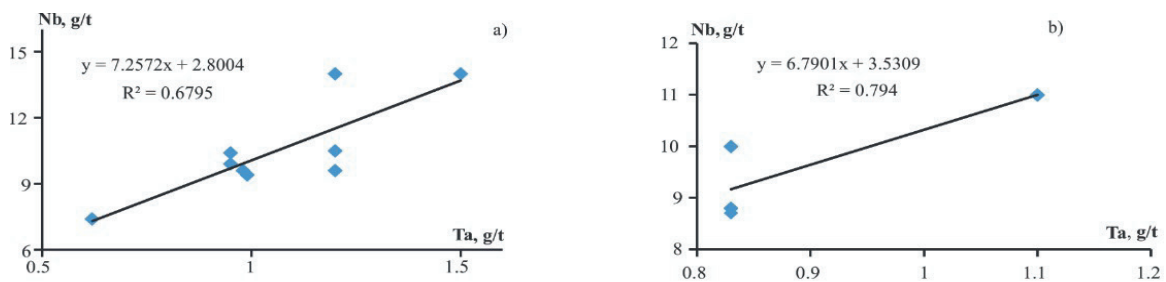 Nb, g/t
a)
15
y = 7.2572x + 2.8004
R² = 0.6795
12
9
6
Ta, g/t
0.5
1
1.5
Nb, g/t
b)
12
y = 6.7901x + 3.5309
R² = 0.794
11
10
9
8
Ta, g/t
0.8
0.9
1
1.1
1.2